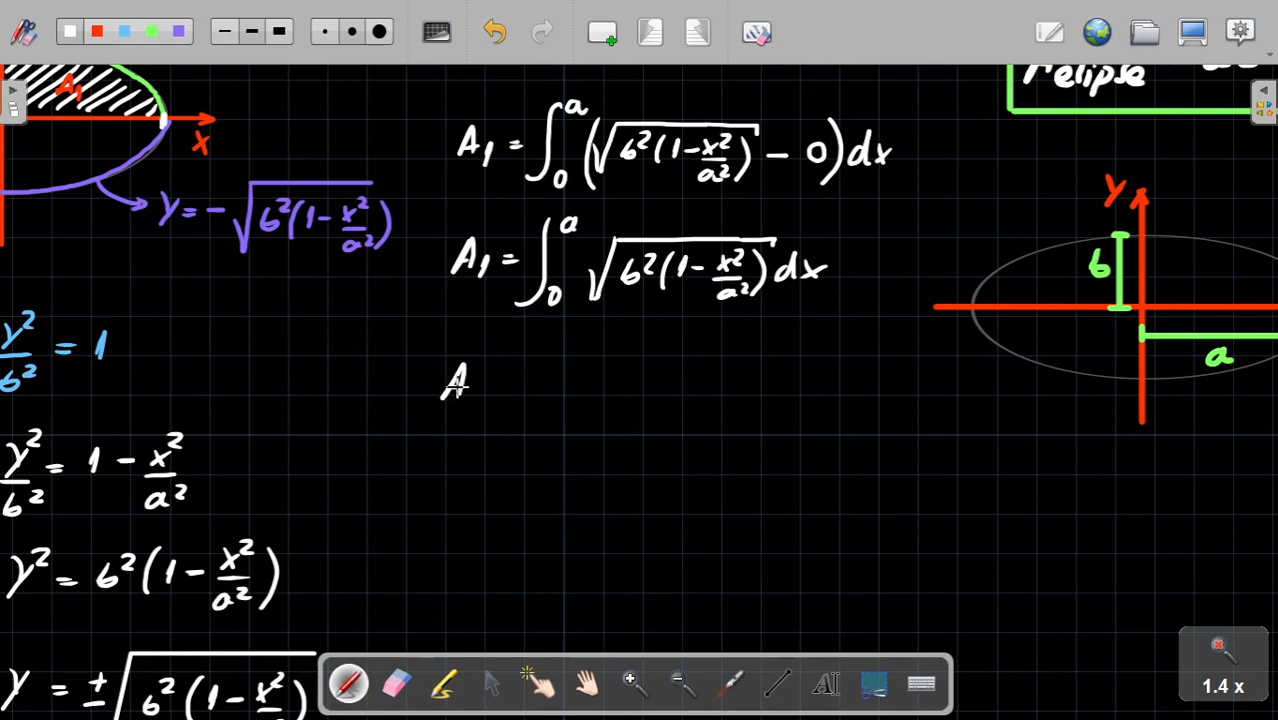 A₁
x
y = -√(b²(1 - x²/a²))
y²/b² = 1
y²/b² = 1 - x²/a²
y² = b²(1 - x²/a²)
y = ±√(b²(1 - x²/a²))
A₁ = ∫₀ᵃ (√(b²(1 - x²/a²)) - 0) dx
A₁ = ∫₀ᵃ √(b²(1 - x²/a²)) dx
A
elipse
y
b
a
1.4 x